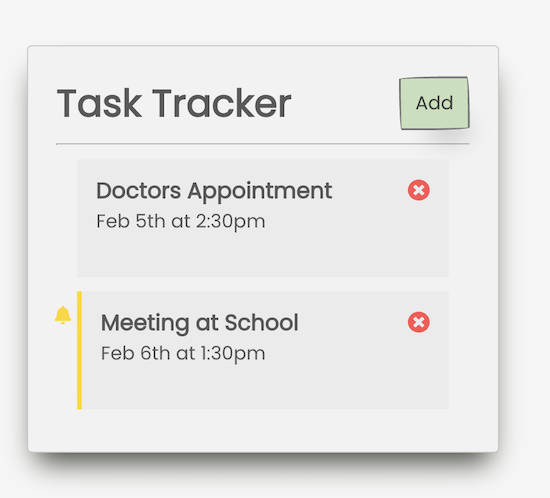 Task Tracker
Add
Doctors Appointment
Feb 5th at 2:30pm
Meeting at School
Feb 6th at 1:30pm